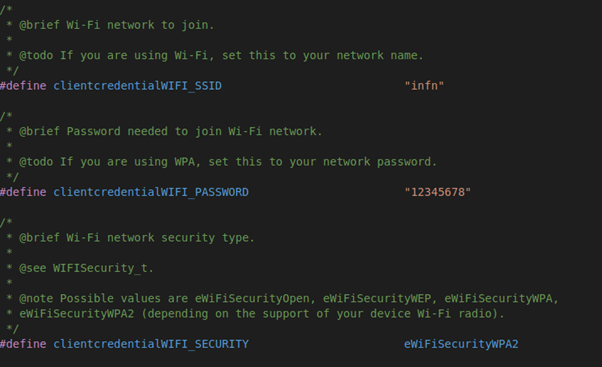 /*
 * @brief Wi-Fi network to join.
 *
 * @todo If you are using Wi-Fi, set this to your network name.
 */
#define clientcredentialWIFI_SSID                           "infn"

/*
 * @brief Password needed to join Wi-Fi network.
 *
 * @todo If you are using WPA, set this to your network password.
 */
#define clientcredentialWIFI_PASSWORD                       "12345678"

/*
 * @brief Wi-Fi network security type.
 *
 * @see WIFISecurity_t.
 *
 * @note Possible values are eWiFiSecurityOpen, eWiFiSecurityWEP, eWiFiSecurityWPA,
 * eWiFiSecurityWPA2 (depending on the support of your device Wi-Fi radio).
 */
#define clientcredentialWIFI_SECURITY                       eWiFiSecurityWPA2